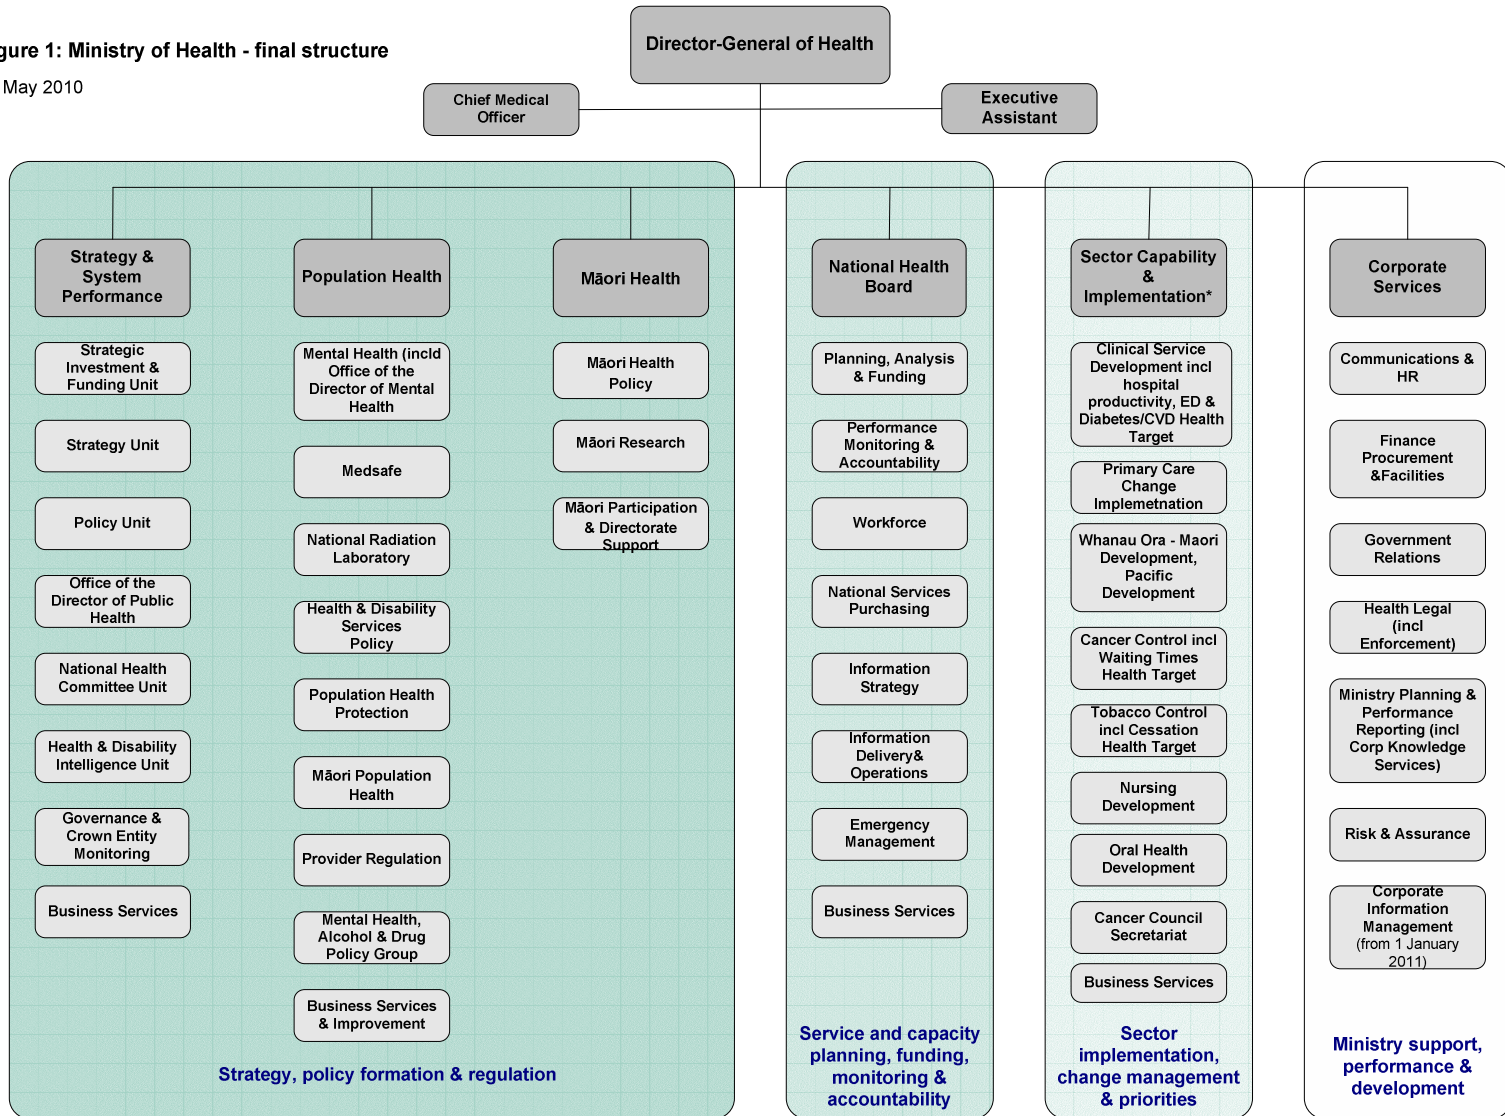 gure 1: Ministry of Health - final structure
May 2010
Director-General of Health
Chief Medical
Officer
Executive
Assistant
Strategy &
System
Performance
Strategic
Investment &
Funding Unit
Strategy Unit
Policy Unit
Office of the
Director of Public
Health
National Health
Committee Unit
Health & Disability
Intelligence Unit
Governance &
Crown Entity
Monitoring
Business Services
Population Health
Mental Health (incld
Office of the
Director of Mental
Health
Medsafe
National Radiation
Laboratory
Health & Disability
Services
Policy
Population Health
Protection
Māori Population
Health
Provider Regulation
Mental Health,
Alcohol & Drug
Policy Group
Business Services
& Improvement
Māori Health
Māori Health
Policy
Māori Research
Māori Participation
& Directorate
Support
Strategy, policy formation & regulation
National Health
Board
Planning, Analysis
& Funding
Performance
Monitoring &
Accountability
Workforce
National Services
Purchasing
Information
Strategy
Information
Delivery&
Operations
Emergency
Management
Business Services
Service and capacity
planning, funding,
monitoring &
accountability
Sector Capability
&
Implementation*
Clinical Service
Development incl
hospital
productivity, ED &
Diabetes/CVD Health
Target
Primary Care
Change
Implemetnation
Whanau Ora - Maori
Development,
Pacific
Development
Cancer Control incl
Waiting Times
Health Target
Tobacco Control
incl Cessation
Health Target
Nursing
Development
Oral Health
Development
Cancer Council
Secretariat
Business Services
Sector
implementation,
change management
& priorities
Corporate
Services
Communications &
HR
Finance
Procurement
&Facilities
Government
Relations
Health Legal
(incl
Enforcement)
Ministry Planning &
Performance
Reporting (incl
Corp Knowledge
Services)
Risk & Assurance
Corporate
Information
Management
(from 1 January
2011)
Ministry support,
performance &
development